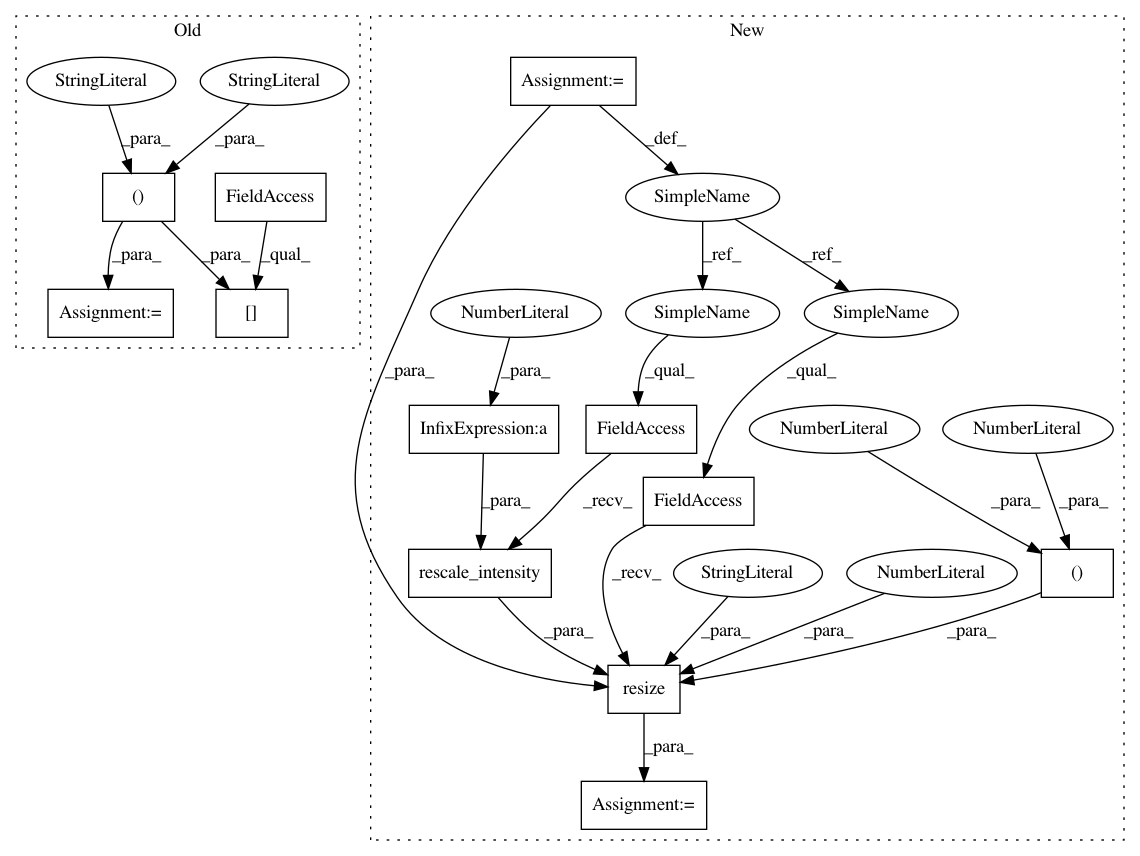 Old
New
StringLiteral
StringLiteral
Assignment:=
_para_
_para_
_def_
()
FieldAccess
SimpleName
_para_
_para_
_qual_
_ref_
_ref_
Assignment:=
[]
NumberLiteral
SimpleName
SimpleName
_para_
_para_
_qual_
_qual_
InfixExpression:a
FieldAccess
NumberLiteral
NumberLiteral
_para_
_recv_
FieldAccess
_para_
_para_
rescale_intensity
_recv_
StringLiteral
NumberLiteral
()
_para_
_para_
_para_
_para_
resize
_para_
Assignment:=